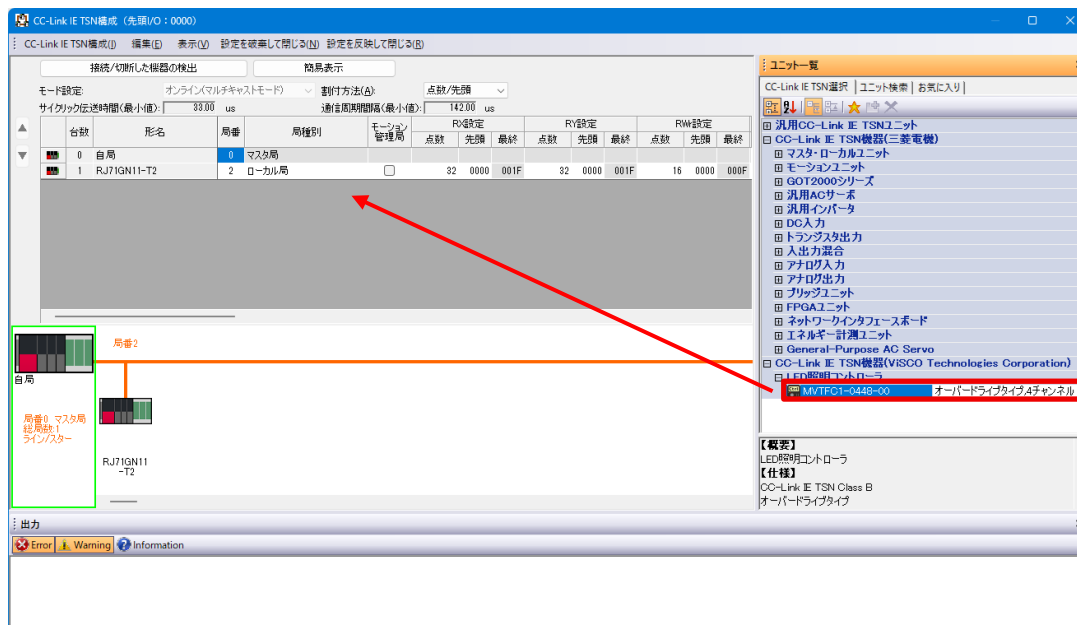 CC-Link IE TSN構成（先頭I/O：0000）
CC-Link IE TSN構成(I) 編集(E) 表示(V) 設定を破棄して閉じる(N) 設定を反映して閉じる(R)
接続/切断した機器の検出 簡易表示
モード設定: オンライン(マルチキャストモード) 割付方法(A): 点数/先頭
サイクリック伝送時間(最小値): 33.00 us 通信周期間隔(最小値): 142.00 us
台数 形名 局番 局種別 モーション管理局 RX設定 RY設定 RWr設定
点数 先頭 最終 点数 先頭 最終 点数 先頭 最終
0 自局 0 マスタ局
1 RJ71GN11-T2 2 ローカル局 32 0000 001F 32 0000 001F 16 0000 000F
局番2
自局
局番0 マスタ局
総局数:1
ライン/スター
RJ71GN11
-T2
ユニット一覧
CC-Link IE TSN選択 ユニット検索 お気に入り
汎用CC-Link IE TSNユニット
CC-Link IE TSN機器(三菱電機)
マスタ・ローカルユニット
モーションユニット
GOT2000シリーズ
汎用ACサーボ
汎用インバータ
DC入力
トランジスタ出力
入出力混合
アナログ入力
アナログ出力
ブリッジユニット
FPGAユニット
ネットワークインタフェースボード
エネルギー計測ユニット
General-Purpose AC Servo
CC-Link IE TSN機器(ViSCO Technologies Corporation)
LED照明コントローラ
MVTFC1-0448-00 オーバードライブタイプ,4チャンネル
【概要】
LED照明コントローラ
【仕様】
CC-Link IE TSN Class B
オーバードライブタイプ
出力
Error Warning Information